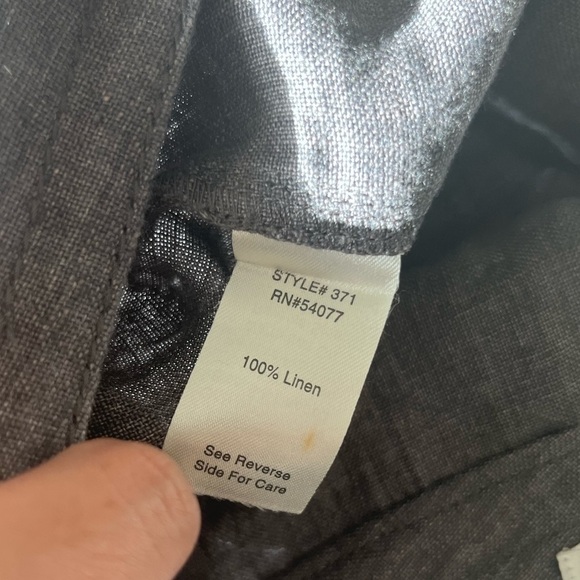 STYLE# 371
RN#54077
100% Linen
See Reverse
Side For Care